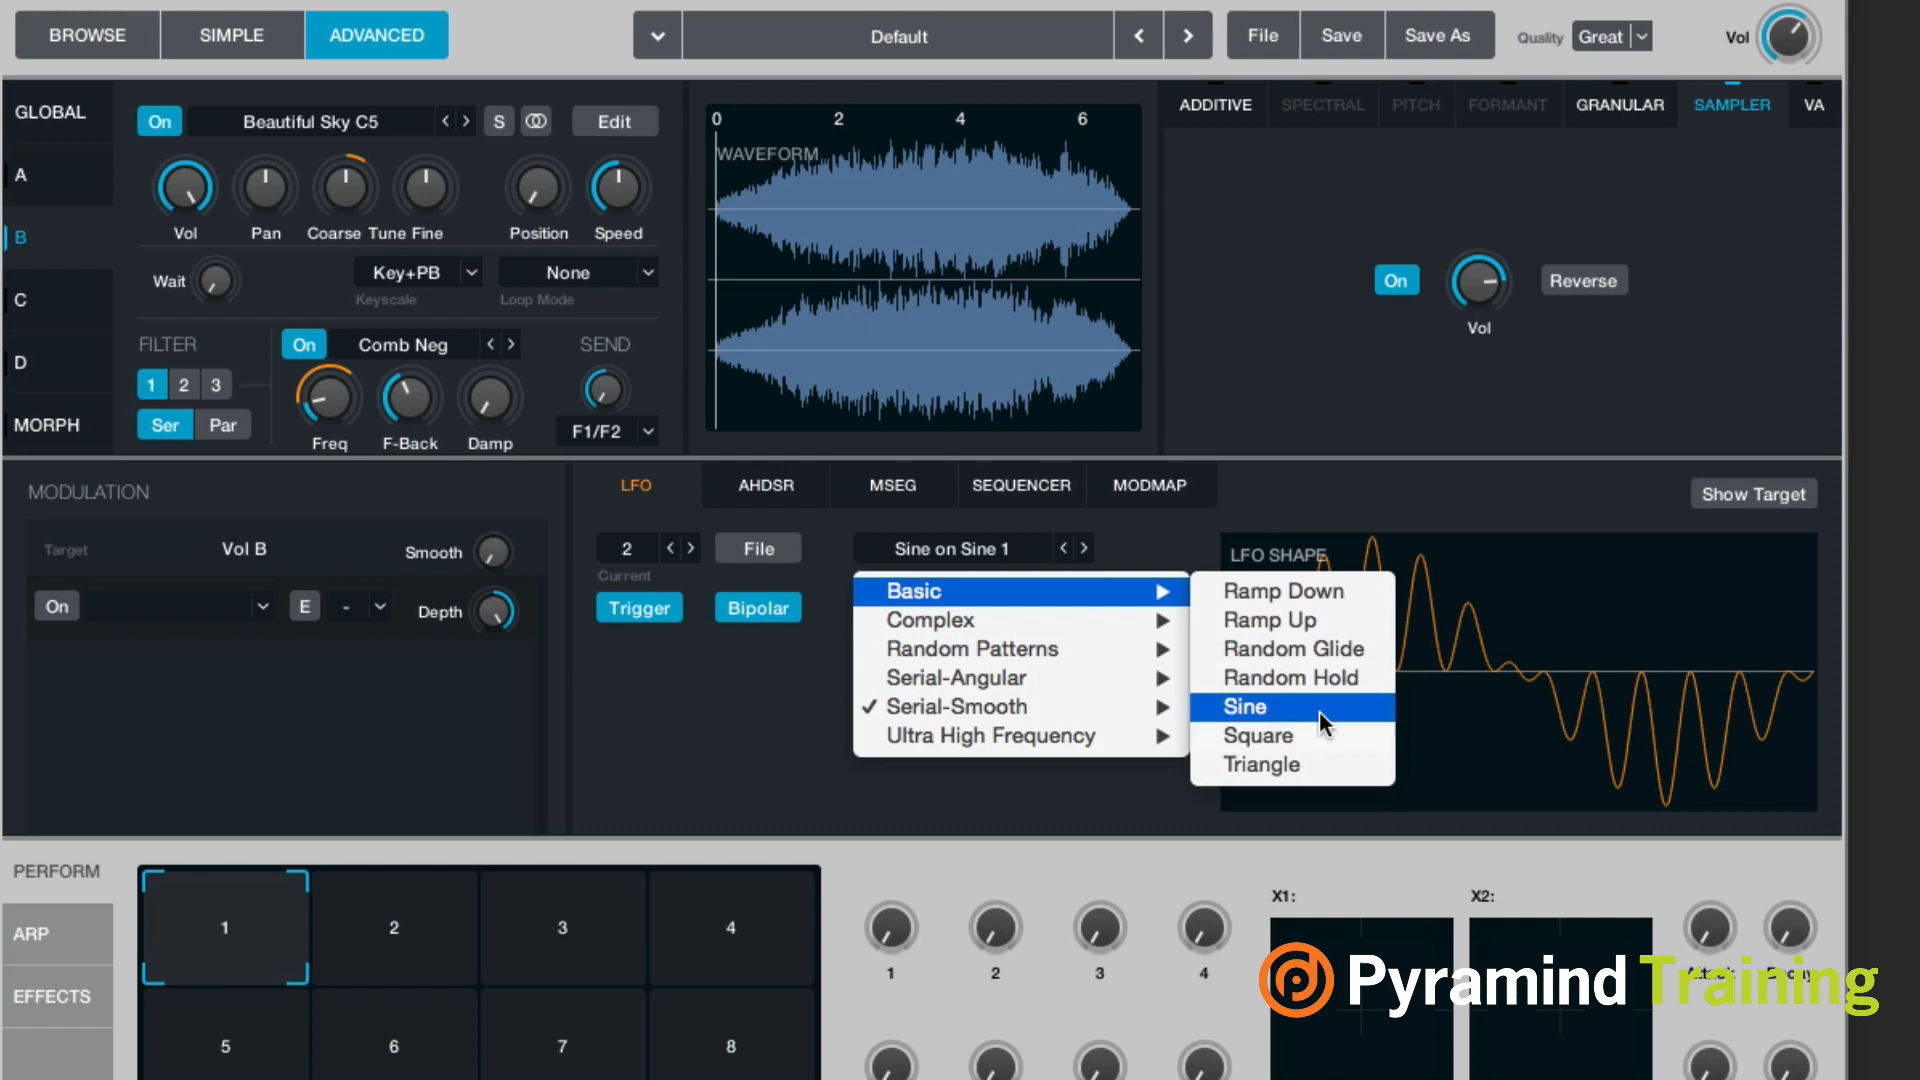 BROWSE SIMPLE ADVANCED Default File Save Save As Quality Great Vol
GLOBAL
A
B
C
D
MORPH
On Beautiful Sky C5 S Edit
Vol Pan Coarse Tune Fine Position Speed
Wait Key+PB None
Keyscale Loop Mode
FILTER On Comb Neg SEND
1 2 3
Ser Par F1/F2
Freq F-Back Damp
0 2 4 6
WAVEFORM
ADDITIVE SPECTRAL PITCH FORMANT GRANULAR SAMPLER VA
On Reverse
Vol
MODULATION
Target Vol B Smooth
On E - Depth
LFO AHDSR MSEG SEQUENCER MODMAP Show Target
2 File Sine on Sine 1
Current
Trigger Bipolar
LFO SHAPE
Basic
Complex
Random Patterns
Serial-Angular
✓ Serial-Smooth
Ultra High Frequency
Ramp Down
Ramp Up
Random Glide
Random Hold
Sine
Square
Triangle
PERFORM
ARP
EFFECTS
1 2 3 4
5 6 7 8
1 2 3 4
X1: X2:
Pyramind Training